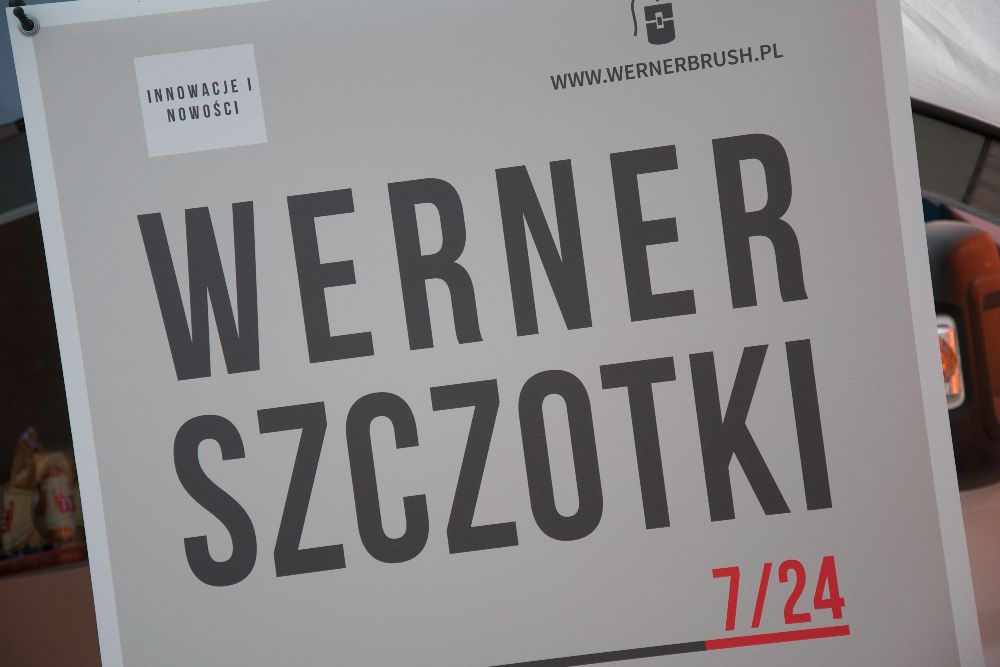 INNOWACJE I
NOWOŚCI
WWW.WERNERBRUSH.PL
WERNER
SZCZOTKI
7/24